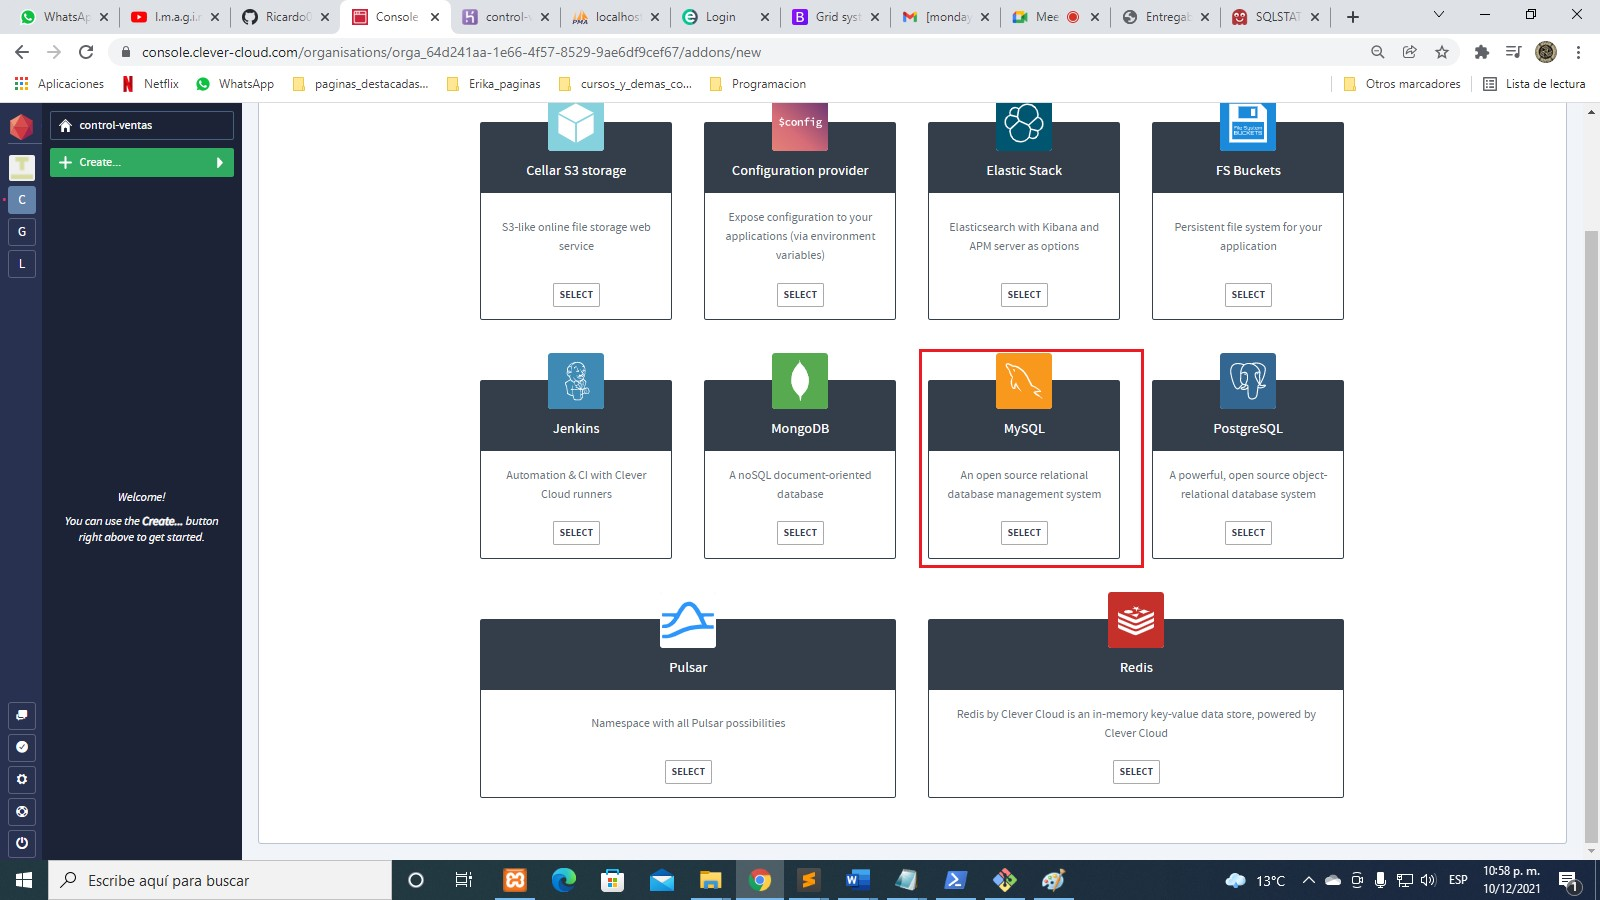 WhatsAp
I.m.a.g.i.n
Ricardo0
Console
control-v
localhos
Login
Grid syst
[monday
Mee
Entregab
SQLSTAT
console.clever-cloud.com/organisations/orga_64d241aa-1e66-4f57-8529-9ae6df9cef67/addons/new
Aplicaciones
Netflix
WhatsApp
paginas_destacadas...
Erika_paginas
cursos_y_demas_co...
Programacion
Otros marcadores
Lista de lectura
control-ventas
Create...
T
C
G
L
Welcome!
You can use the Create... button
right above to get started.
$config
File System
BUCKETS
Cellar S3 storage
Configuration provider
Elastic Stack
FS Buckets
S3-like online file storage web
service
Expose configuration to your
applications (via environment
variables)
Elasticsearch with Kibana and
APM server as options
Persistent file system for your
application
SELECT
SELECT
SELECT
SELECT
Jenkins
MongoDB
MySQL
PostgreSQL
Automation & CI with Clever
Cloud runners
A noSQL document-oriented
database
An open source relational
database management system
A powerful, open source object-
relational database system
SELECT
SELECT
SELECT
SELECT
Pulsar
Redis
Namespace with all Pulsar possibilities
Redis by Clever Cloud is an in-memory key-value data store, powered by
Clever Cloud
SELECT
SELECT
Escribe aquí para buscar
13°C
ESP
10:58 p. m.
10/12/2021
1